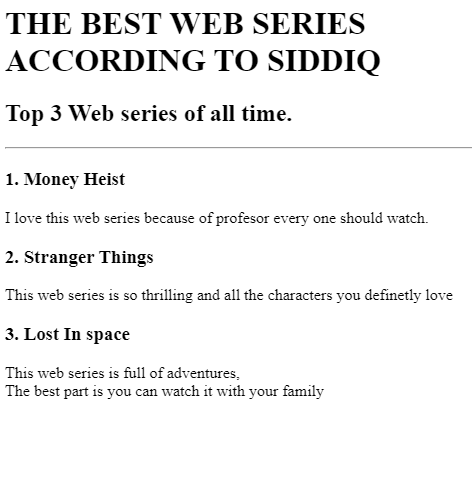 THE BEST WEB SERIES
ACCORDING TO SIDDIQ
Top 3 Web series of all time.
1. Money Heist
I love this web series because of profesor every one should watch.
2. Stranger Things
This web series is so thrilling and all the characters you definetly love
3. Lost In space
This web series is full of adventures,
The best part is you can watch it with your family